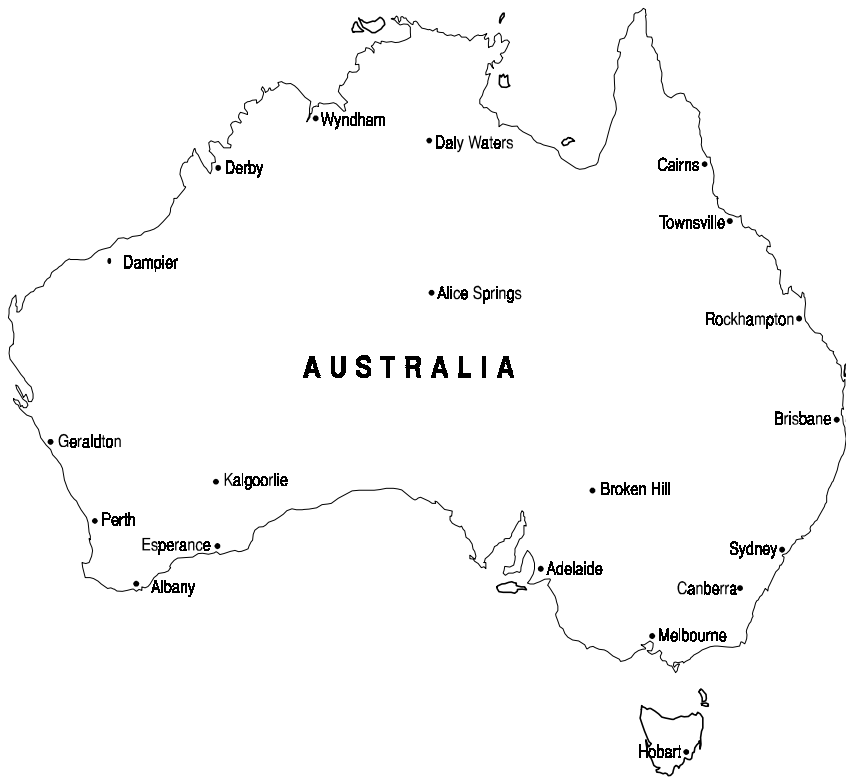 Wyndham
Daly Waters
Cairns
Derby
Townsville
Dampier
Alice Springs
Rockhampton
AUSTRALIA
Brisbane
Geraldton
Kalgoorlie
Broken Hill
Perth
Esperance
Sydney
Adelaide
Albany
Canberra
Melbourne
Hobart